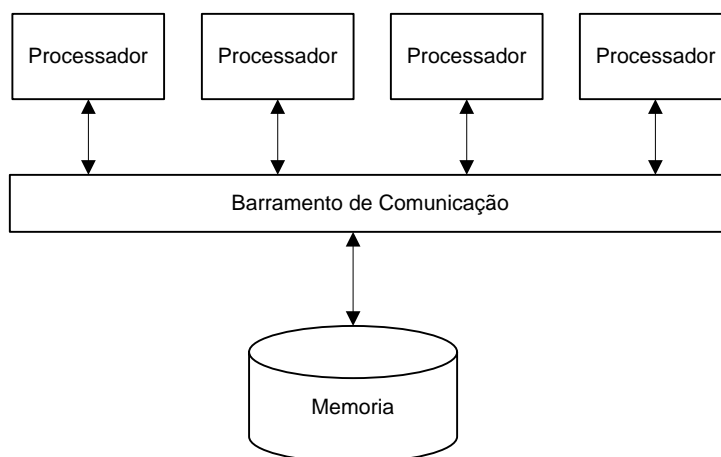 Processador
Processador
Processador
Processador
Barramento de Comunicação
Memoria